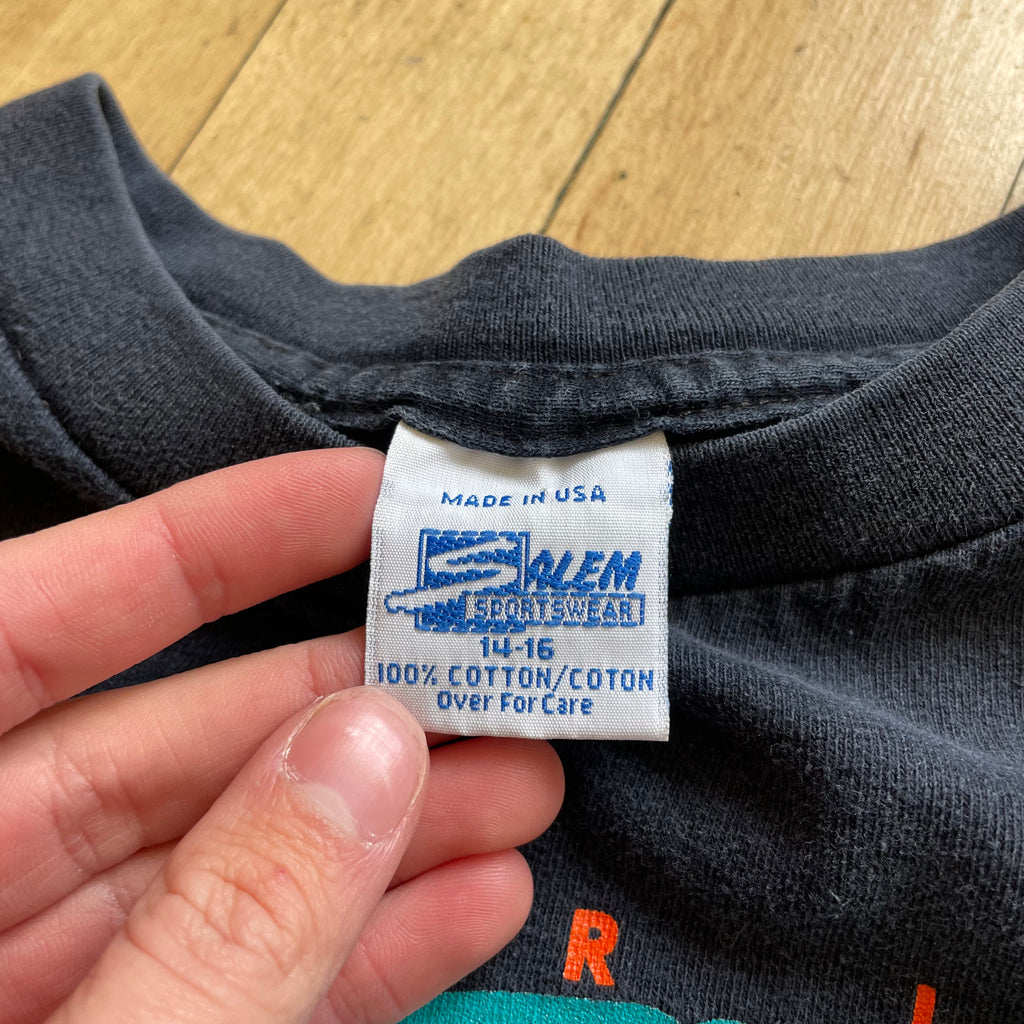 MADE IN USA
SALEM
SPORTSWEAR
14-16
100% COTTON/COTON
Over For Care
R I